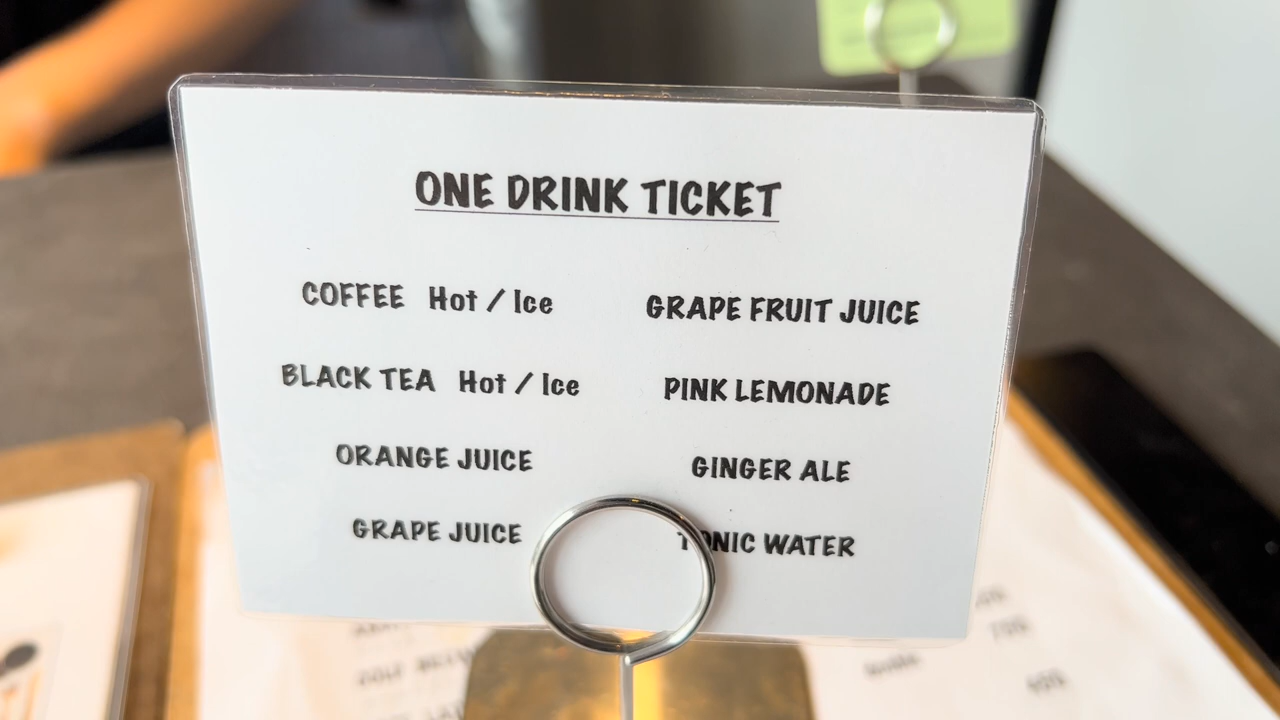 ONE DRINK TICKET
COFFEE Hot / Ice
BLACK TEA Hot / Ice
ORANGE JUICE
GRAPE JUICE
GRAPE FRUIT JUICE
PINK LEMONADE
GINGER ALE
TONIC WATER